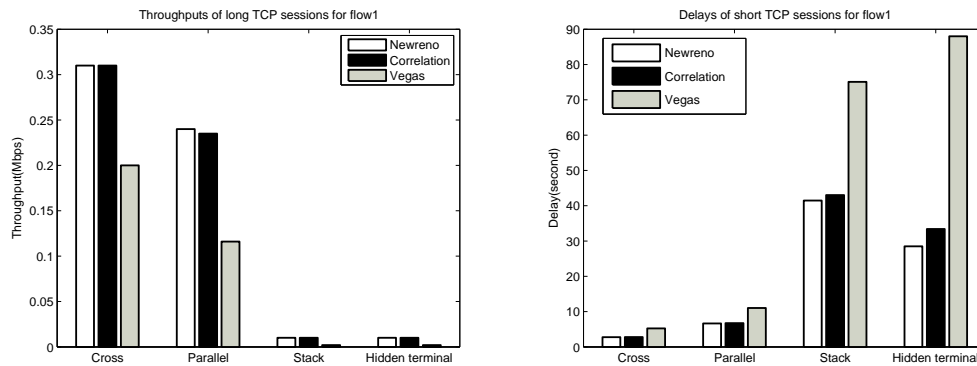 Throughputs of long TCP sessions for flow1
0.35
0.3
0.25
0.2
0.15
0.1
0.05
0
Throughput(Mbps)
Newreno
Correlation
Vegas
Cross
Parallel
Stack
Hidden terminal
Delays of short TCP sessions for flow1
90
80
70
60
50
40
30
20
10
0
Delay(second)
Newreno
Correlation
Vegas
Cross
Parallel
Stack
Hidden terminal